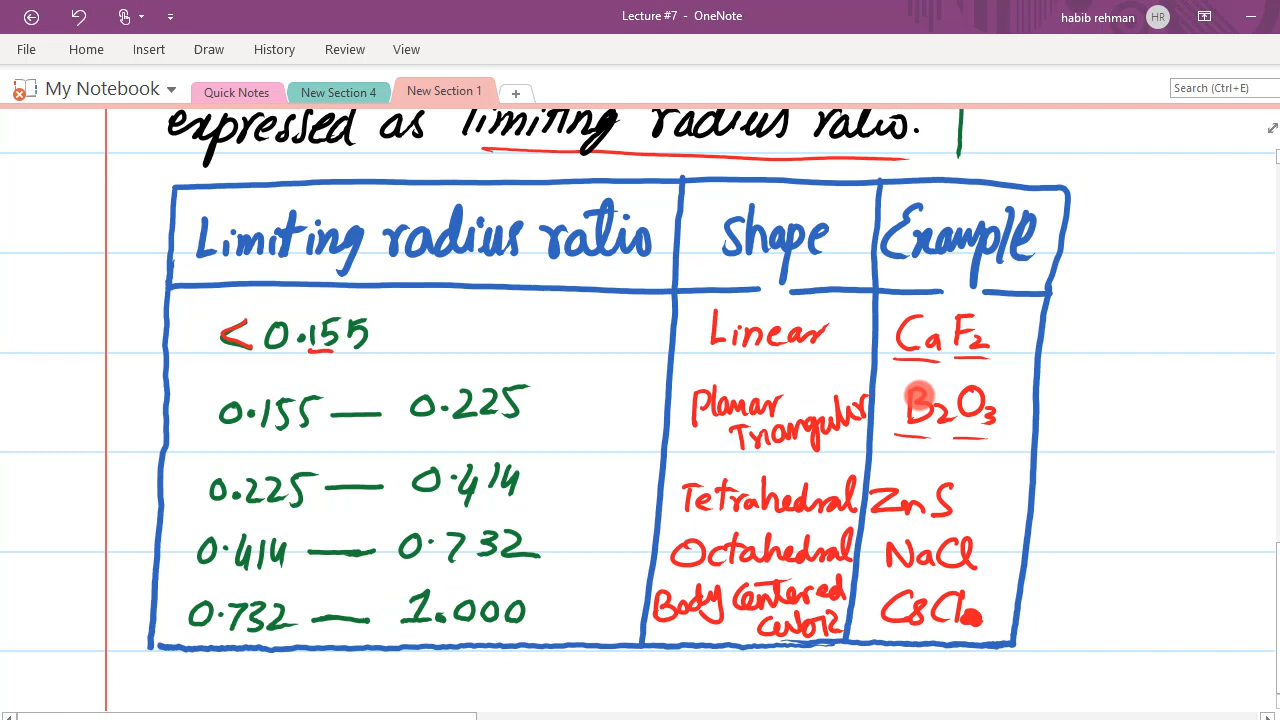 Lecture #7 - OneNote
habib rehman HR
File Home Insert Draw History Review View
My Notebook Quick Notes New Section 4 New Section 1 +
Search (Ctrl+E)
expressed as limiting radius ratio.
Limiting radius ratio Shape Example
< 0.155 Linear CaF2
0.155 — 0.225 Planar Triangular B2O3
0.225 — 0.414 Tetrahedral ZnS
0.414 — 0.732 Octahedral NaCl
0.732 — 1.000 Body Centered CsCl